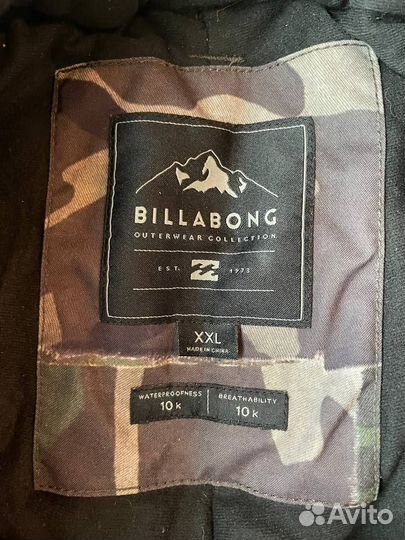 BILLABONG
OUTERWEAR COLLECTION
EST. 1973
XXL
MADE IN CHINA
WATERPROOFNESS
10 K
BREATHABILITY
10 K
Avito